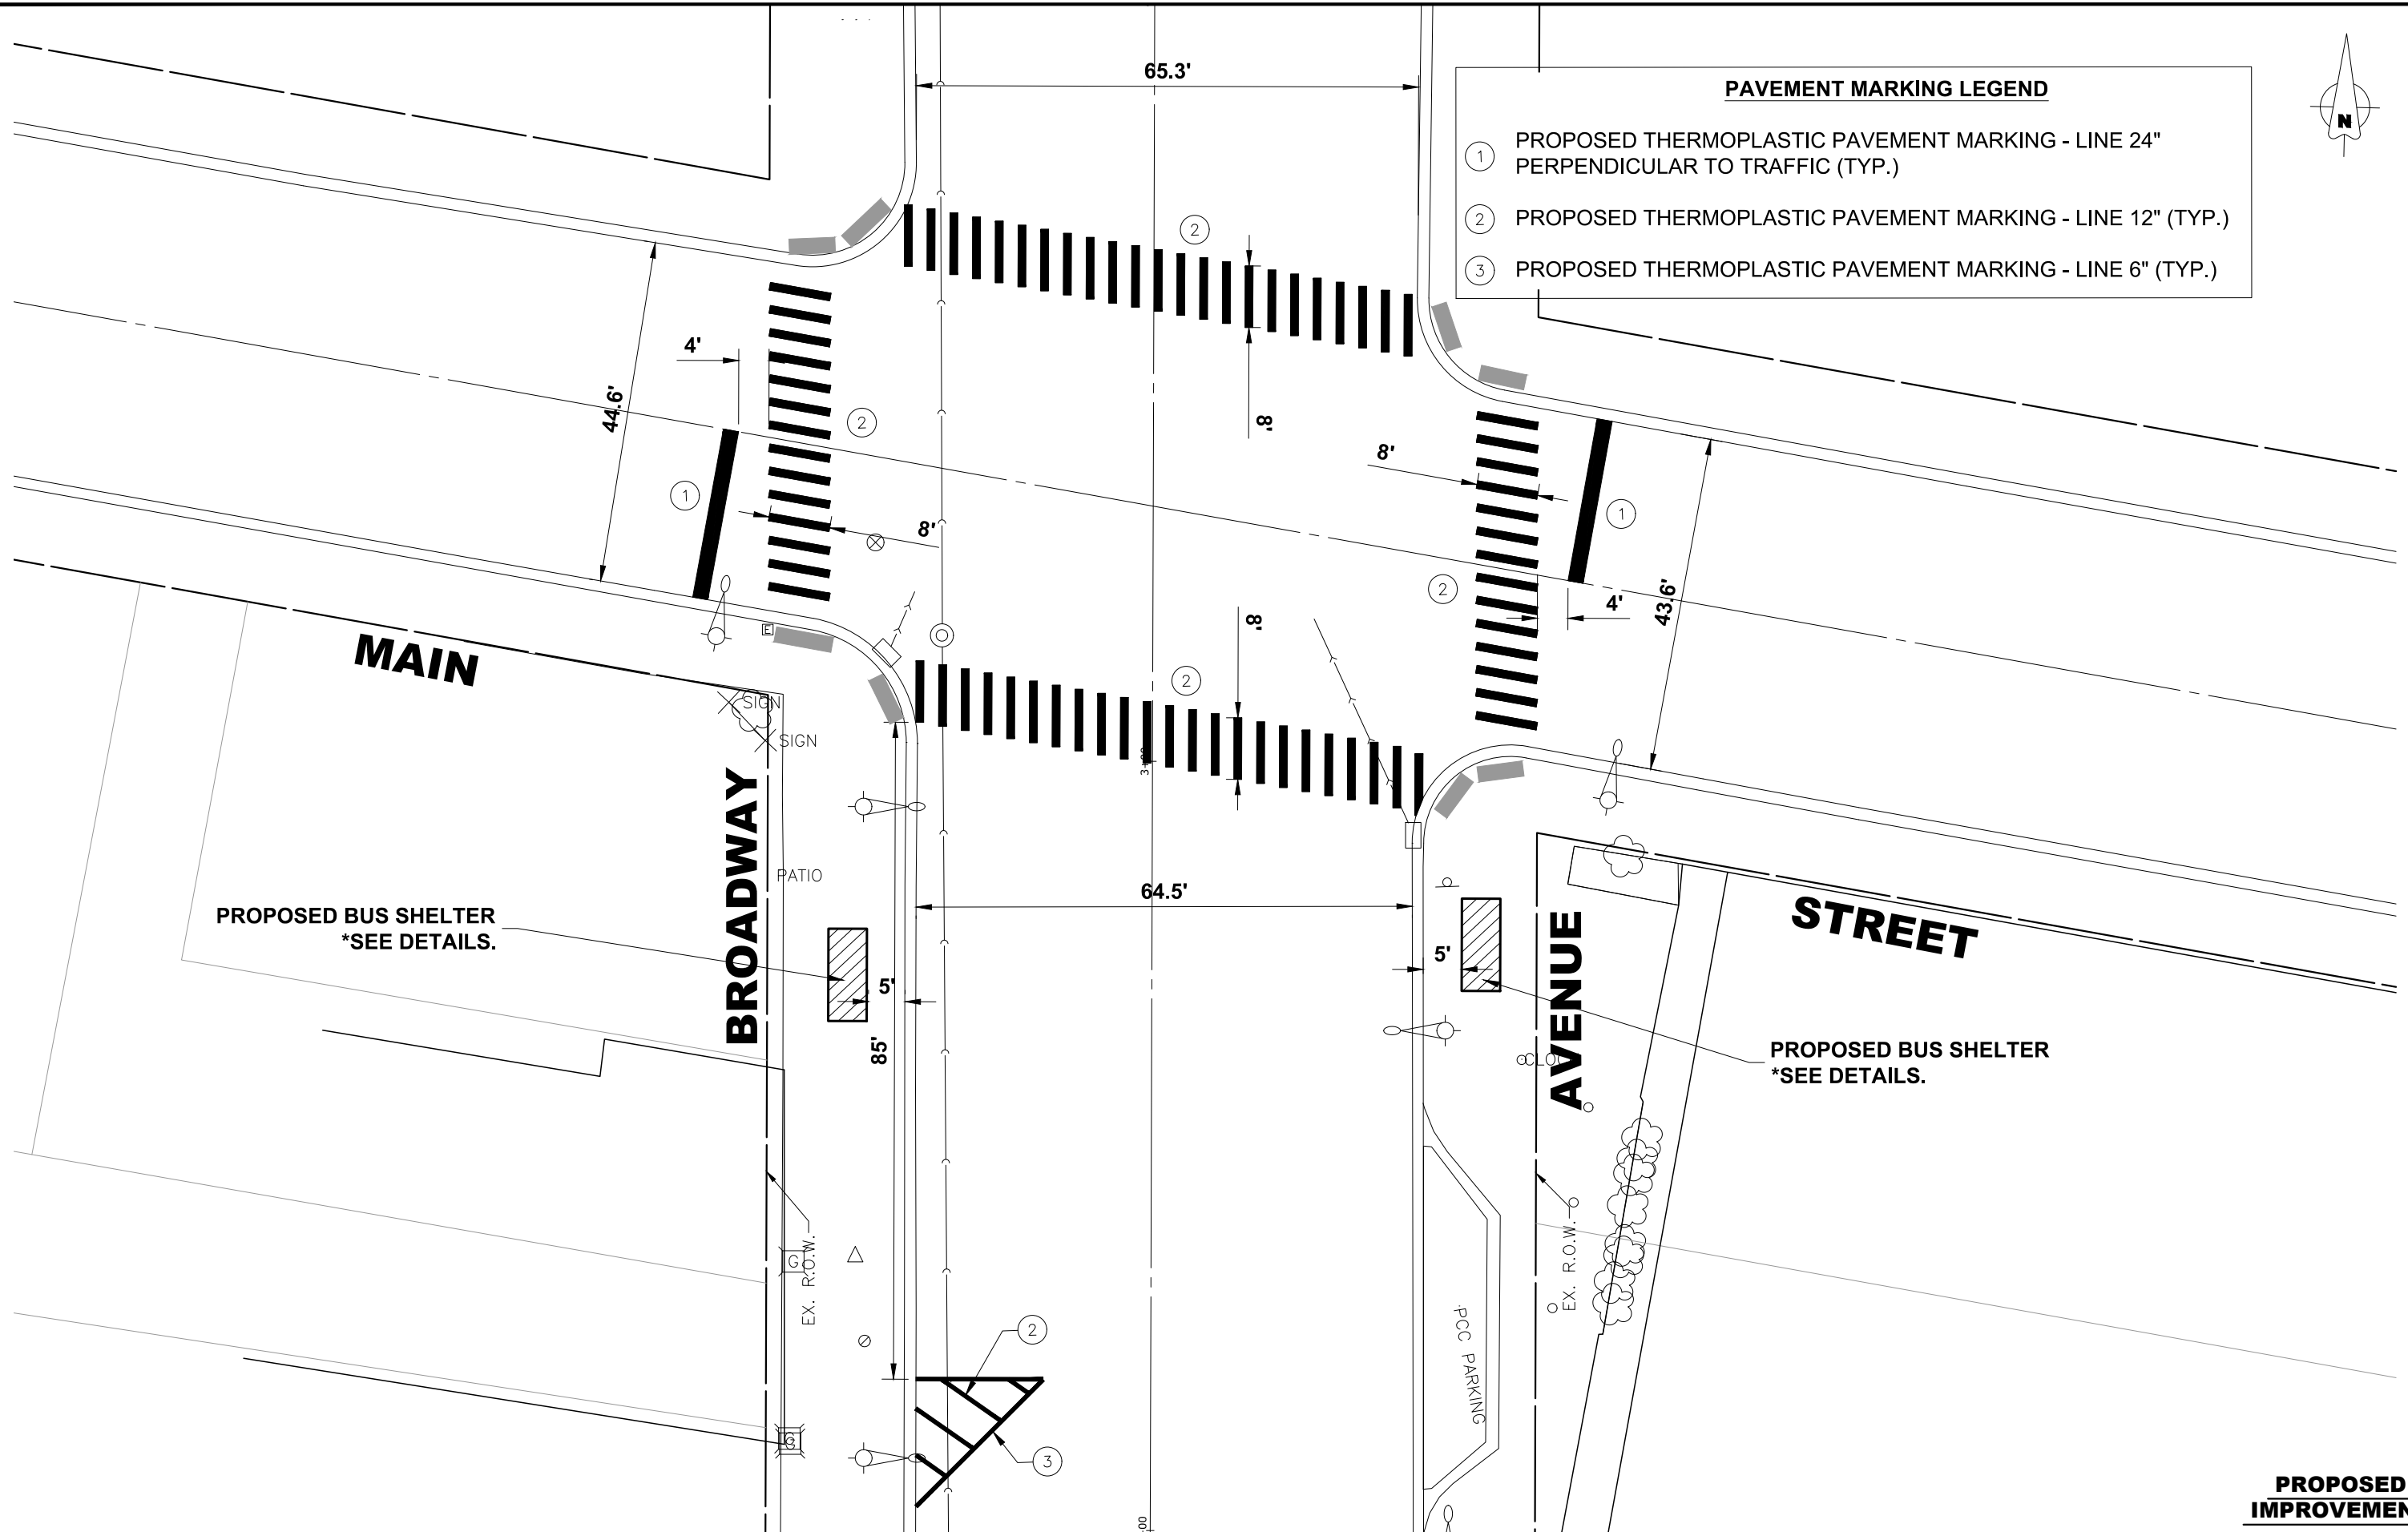 65.3'
PAVEMENT MARKING LEGEND
1 PROPOSED THERMOPLASTIC PAVEMENT MARKING - LINE 24"
PERPENDICULAR TO TRAFFIC (TYP.)
2 PROPOSED THERMOPLASTIC PAVEMENT MARKING - LINE 12" (TYP.)
3 PROPOSED THERMOPLASTIC PAVEMENT MARKING - LINE 6" (TYP.)
N
2
4'
44.6'
2
8'
8'
1
8'
1
2
4'
43.6'
8'
E
MAIN
2
SIGN
SIGN
BROADWAY
PATIO
64.5'
PROPOSED BUS SHELTER
*SEE DETAILS.
5'
85'
5'
AVENUE
STREET
PROPOSED BUS SHELTER
*SEE DETAILS.
EX. R.O.W.
G
EX. R.O.W.
PCC PARKING
2
3
G
PROPOSED